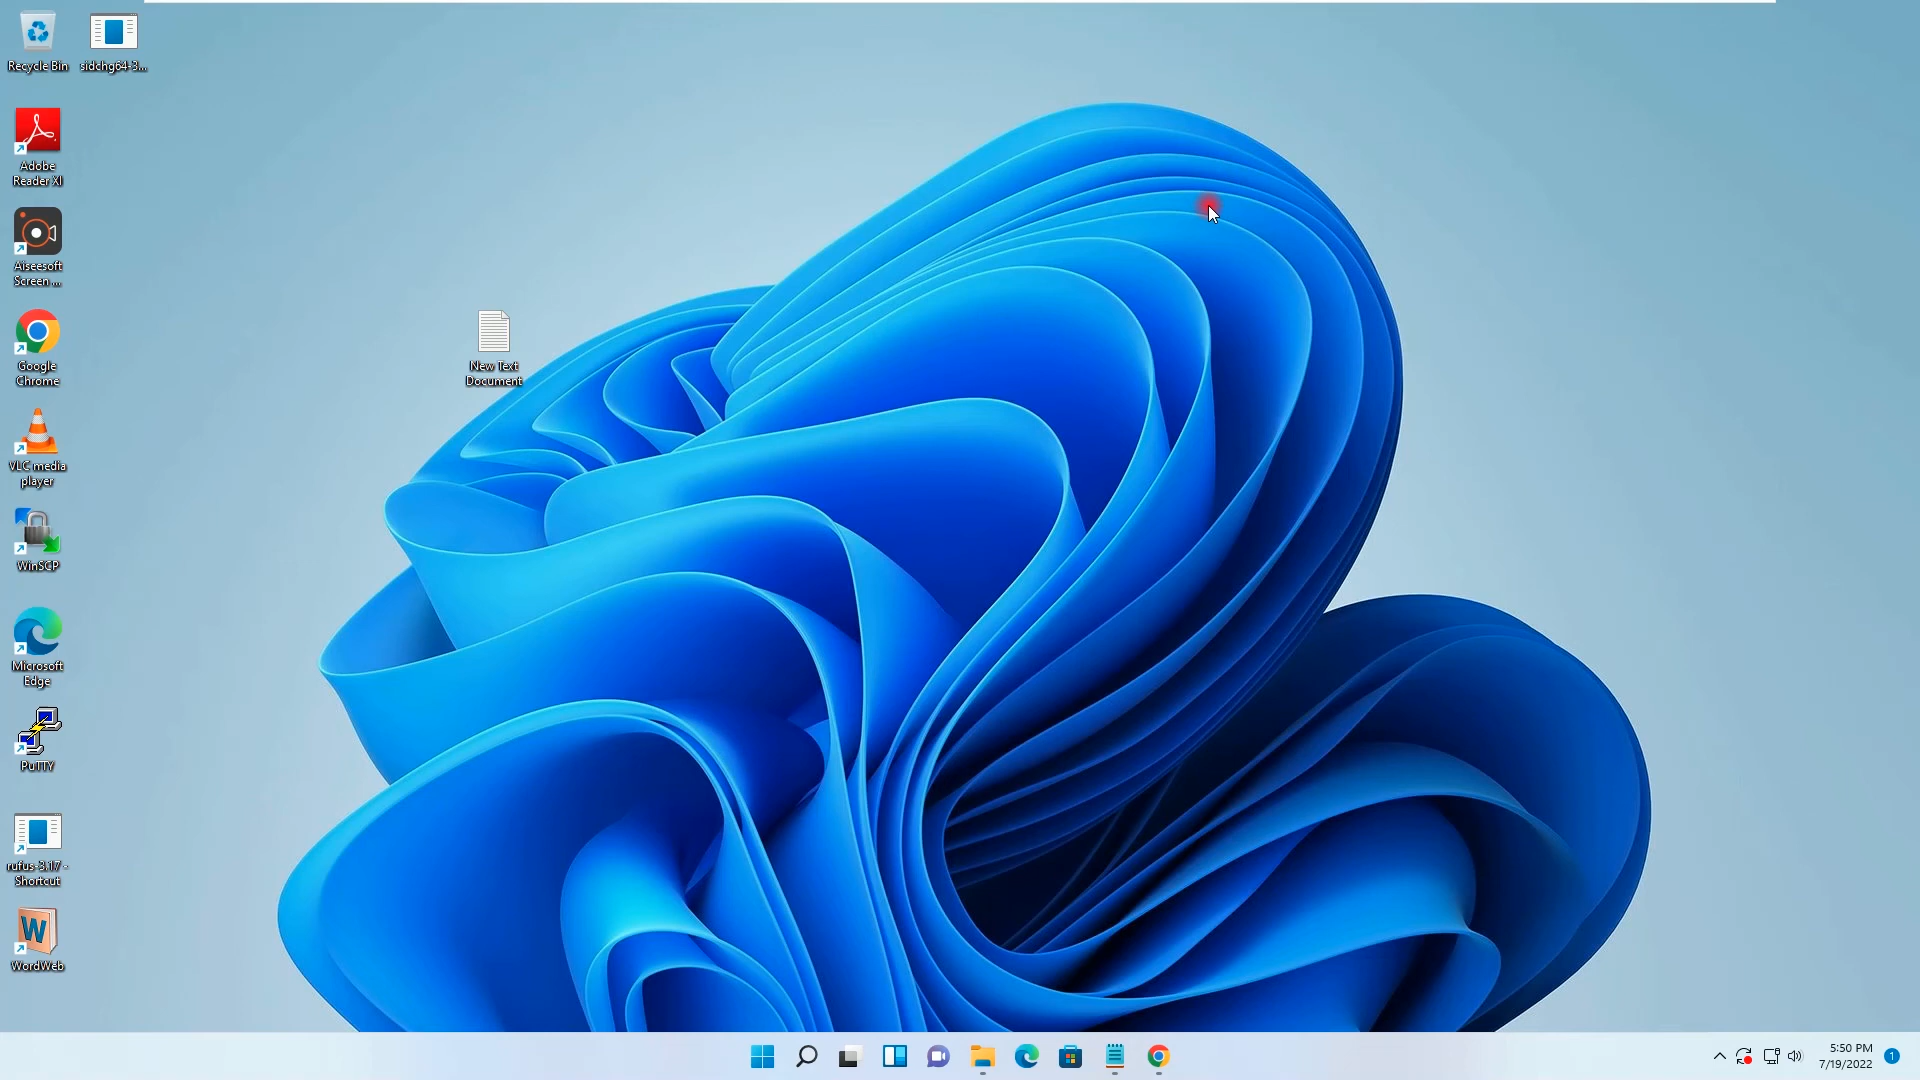 Recycle Bin
sidchg64-3...
Adobe
Reader XI
Aiseesoft
Screen ...
Google
Chrome
New Text
Document
VLC media
player
WinSCP
Microsoft
Edge
PuTTY
rufus-3.17 -
Shortcut
W
WordWeb
5:50 PM
7/19/2022
1